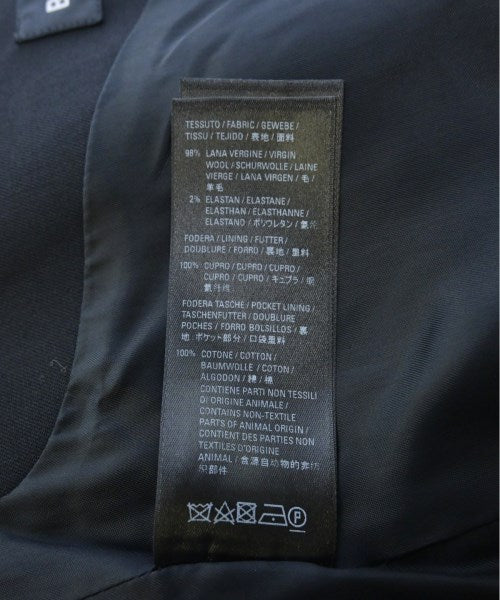 B
TESSUTO / FABRIC / GEWEBE /
TISSU / TEJIDO / 表地 / 面料
98% LANA VERGINE / VIRGIN
WOOL / SCHURWOLLE / LAINE
VIERGE / LANA VIRGEN / 毛 /
羊毛
2% ELASTAN / ELASTANE /
ELASTHAN / ELASTHANNE /
ELASTANO / ポリウレタン / 氨纶
FODERA / LINING / FUTTER /
DOUBLURE / FORRO / 裏地 / 里料
100% CUPRO / CUPRO / CUPRO /
CUPRO / CUPRO / キュプラ / 铜
氨纤维
FODERA TASCHE / POCKET LINING /
TASCHENFUTTER / DOUBLURE
POCHES / FORRO BOLSILLOS / 裏
地 ポケット部分 / 口袋里料
100% COTONE / COTTON /
BAUMWOLLE / COTON /
ALGODON / 綿 / 棉
CONTIENE PARTI NON TESSILI
DI ORIGINE ANIMALE /
CONTAINS NON-TEXTILE
PARTS OF ANIMAL ORIGIN /
CONTIENT DES PARTIES NON
TEXTILES D'ORIGINE
ANIMAL / 含源自动物的非纺
织部件
P